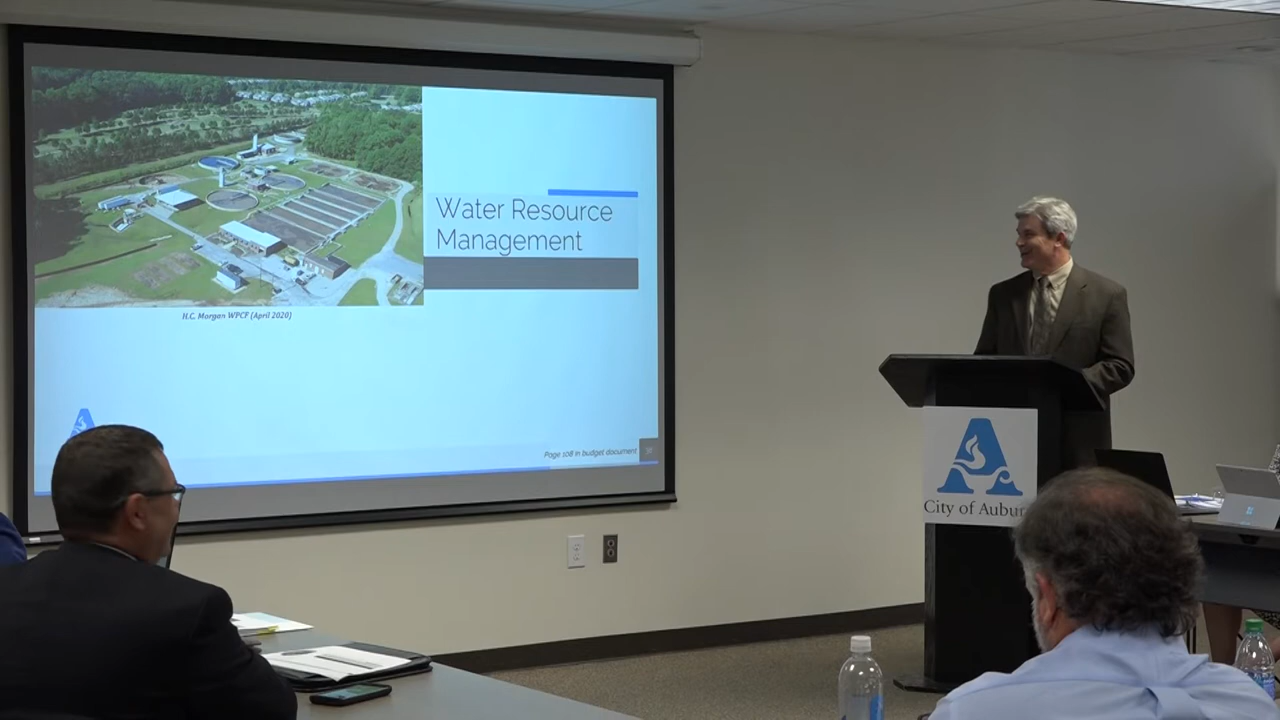 Water Resource
Management
H.C. Morgan WPCF (April 2020)
Page 108 in budget document
City of Aubur